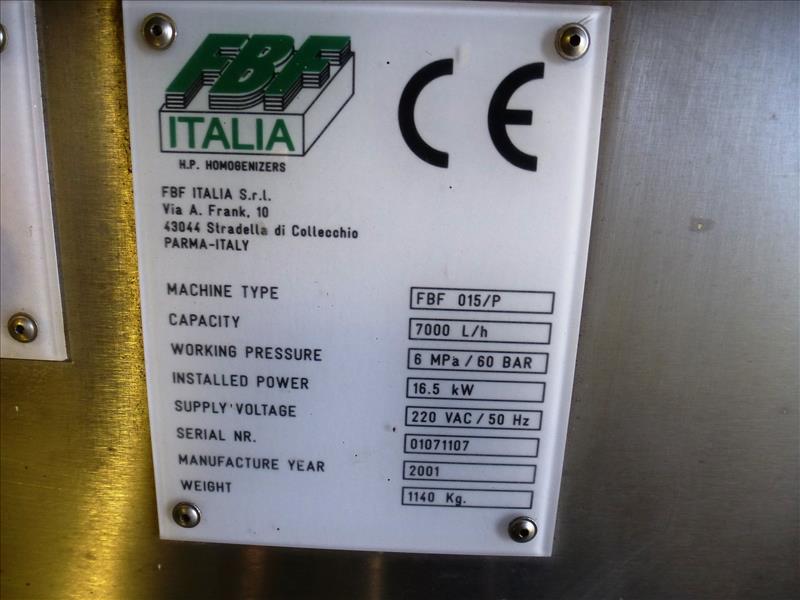 FBF
ITALIA
H.P. HOMOGENIZERS
CE
FBF ITALIA S.r.l.
Via A. Frank, 10
43044 Stradella di Collecchio
PARMA-ITALY
MACHINE TYPE FBF 015/P
CAPACITY 7000 L/h
WORKING PRESSURE 6 MPa / 60 BAR
INSTALLED POWER 16.5 kW
SUPPLY VOLTAGE 220 VAC / 50 Hz
SERIAL NR. 01071107
MANUFACTURE YEAR 2001
WEIGHT 1140 Kg.